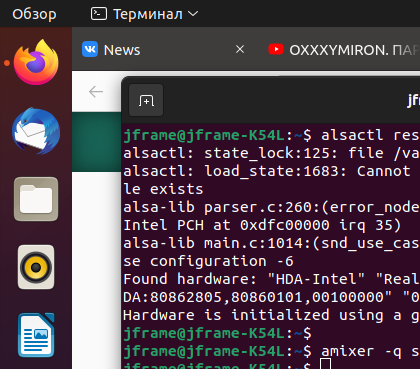 Обзор
Терминал
News
OXXXYMIRON. ПАР
jf
jframe@jframe-K54L:~$ alsactl res
alsactl: state_lock:125: file /va
alsactl: load_state:1683: Cannot
le exists
alsa-lib parser.c:260:(error_node
Intel PCH at 0xdfc00000 irq 35)
alsa-lib main.c:1014:(snd_use_cas
se configuration -6
Found hardware: "HDA-Intel" "Real
DA:80862805,80860101,00100000" "0
Hardware is initialized using a g
jframe@jframe-K54L:~$
jframe@jframe-K54L:~$ amixer -q s
jframe@jframe-K54L:~$